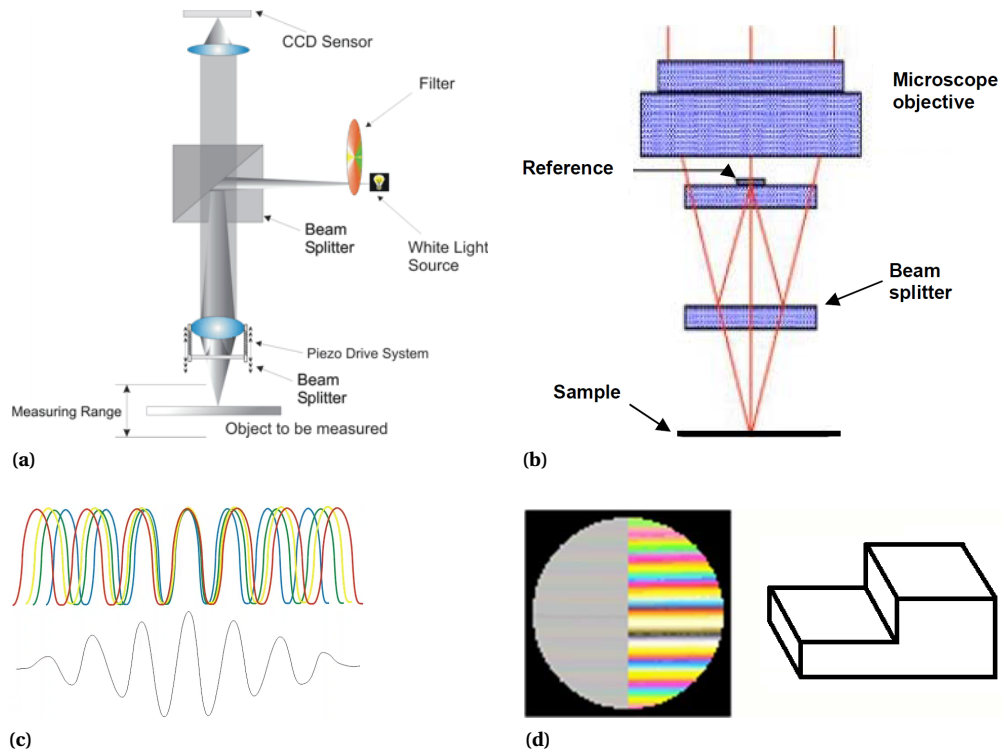 CCD Sensor
Filter
Beam
Splitter
White Light
Source
Piezo Drive System
Beam
Splitter
Measuring Range
Object to be measured
(a)
Microscope
objective
Reference
Beam
splitter
Sample
(b)
(c)
(d)